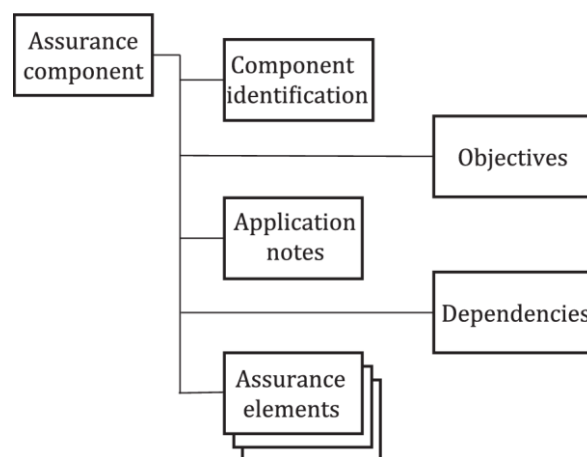 Assurance
component
Component
identification
Objectives
Application
notes
Dependencies
Assurance
elements